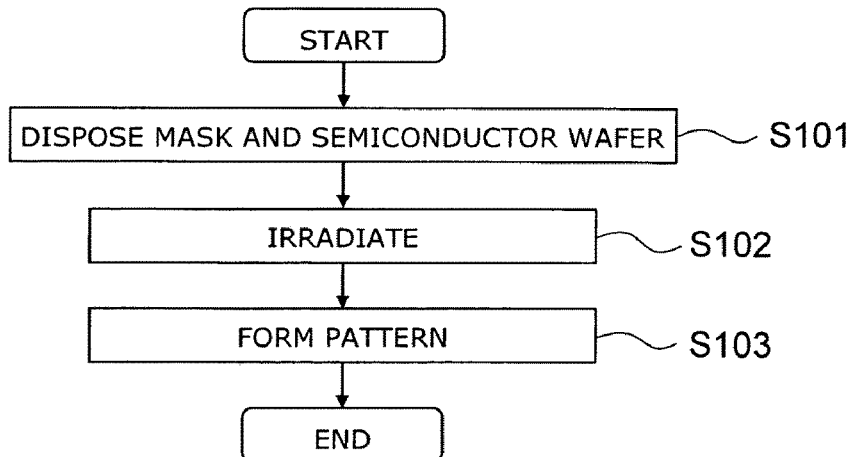 START
DISPOSE MASK AND SEMICONDUCTOR WAFER S101
IRRADIATE S102
FORM PATTERN S103
END